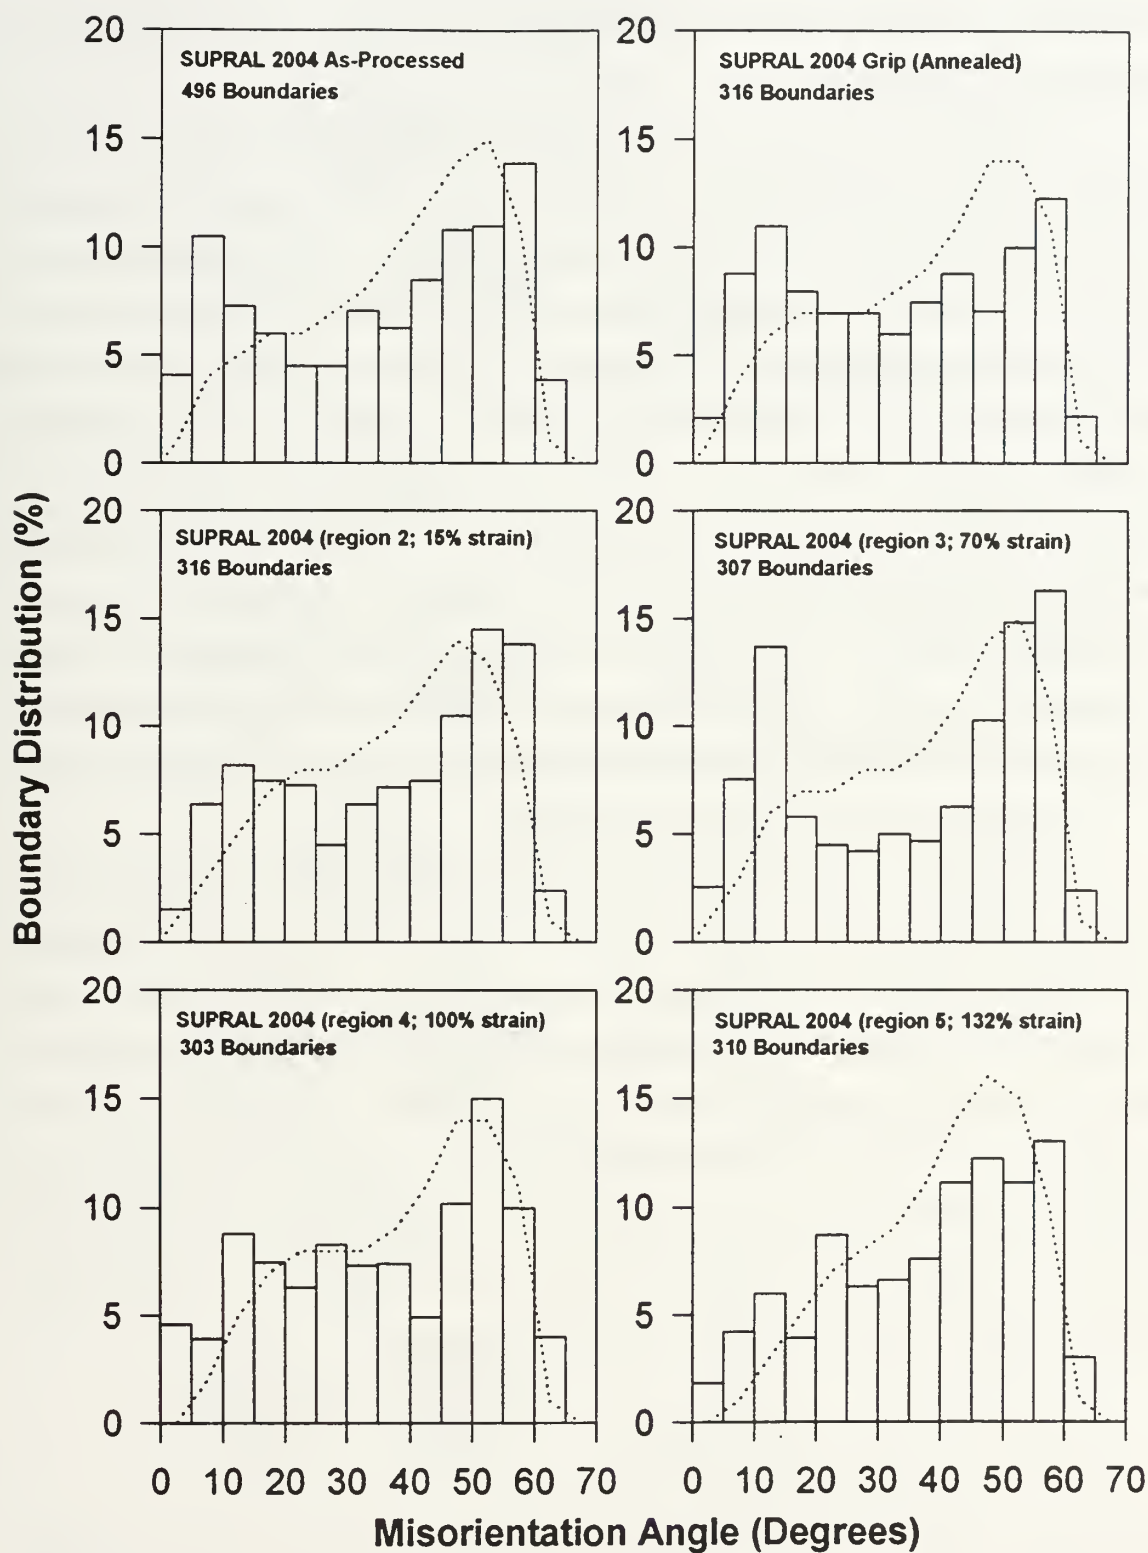 20
15
10
5
0
SUPRAL 2004 As-Processed
496 Boundaries
20
15
10
5
0
SUPRAL 2004 Grip (Annealed)
316 Boundaries
Boundary Distribution (%)
20
15
10
5
0
SUPRAL 2004 (region 2; 15% strain)
316 Boundaries
20
15
10
5
0
SUPRAL 2004 (region 3; 70% strain)
307 Boundaries
20
15
10
5
0
SUPRAL 2004 (region 4; 100% strain)
303 Boundaries
20
15
10
5
0
SUPRAL 2004 (region 5; 132% strain)
310 Boundaries
0 10 20 30 40 50 60 70
0 10 20 30 40 50 60 70
Misorientation Angle (Degrees)